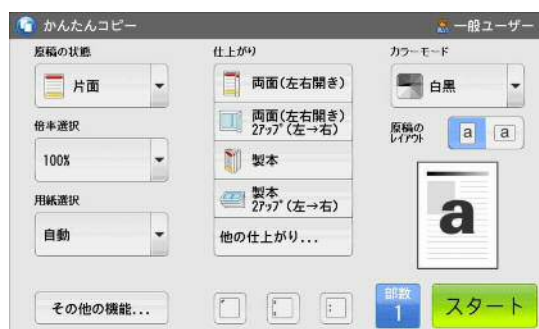 かんたんコピー
一般ユーザー
原稿の状態
片面
倍率選択
100%
用紙選択
自動
その他の機能...
仕上がり
両面(左右開き)
両面(左右開き)
2アップ(左→右)
製本
製本
2アップ(左→右)
他の仕上がり...
カラーモード
白黒
原稿の
レイアウト
a
a
a
部数
1
スタート